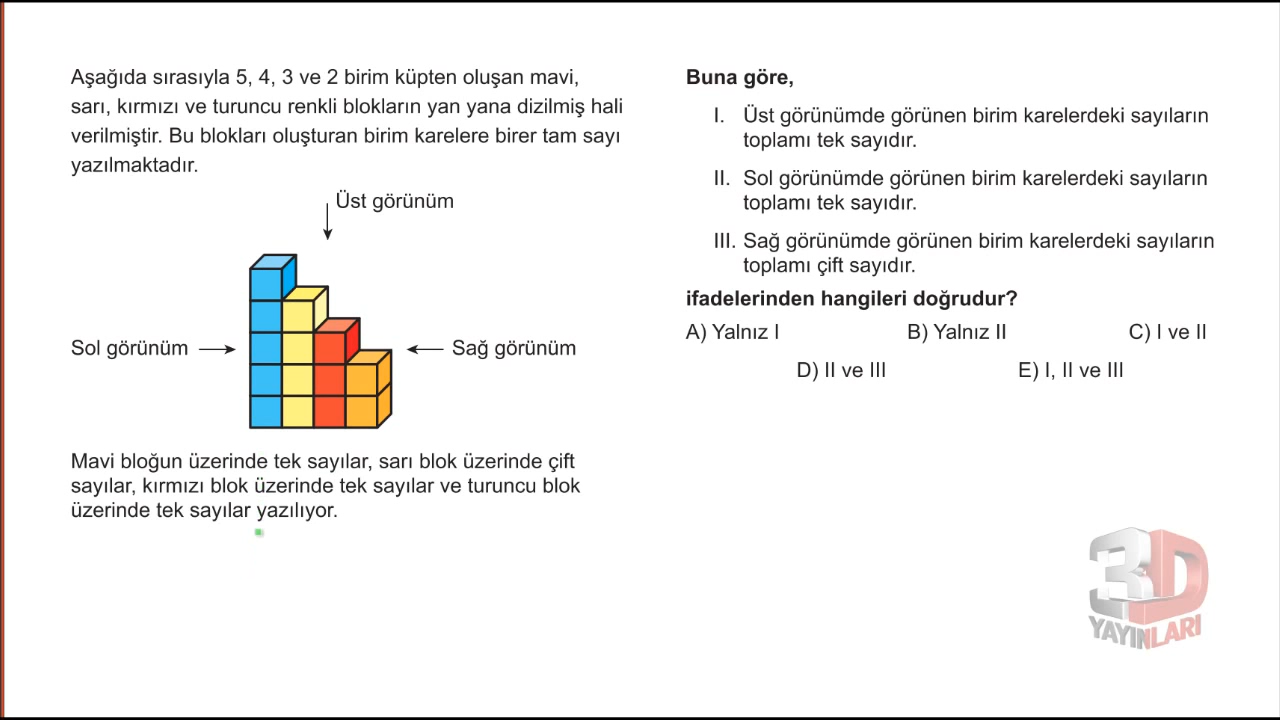 Aşağıda sırasıyla 5, 4, 3 ve 2 birim küpten oluşan mavi,
sarı, kırmızı ve turuncu renkli blokların yan yana dizilmiş hali
verilmiştir. Bu blokları oluşturan birim karelere birer tam sayı
yazılmaktadır.
Üst görünüm
Sol görünüm
Sağ görünüm
Mavi bloğun üzerinde tek sayılar, sarı blok üzerinde çift
sayılar, kırmızı blok üzerinde tek sayılar ve turuncu blok
üzerinde tek sayılar yazılıyor.
Buna göre,
I. Üst görünümde görünen birim karelerdeki sayıların
toplamı tek sayıdır.
II. Sol görünümde görünen birim karelerdeki sayıların
toplamı tek sayıdır.
III. Sağ görünümde görünen birim karelerdeki sayıların
toplamı çift sayıdır.
ifadelerinden hangileri doğrudur?
A) Yalnız I B) Yalnız II C) I ve II
D) II ve III E) I, II ve III
3D
YAYINLARI